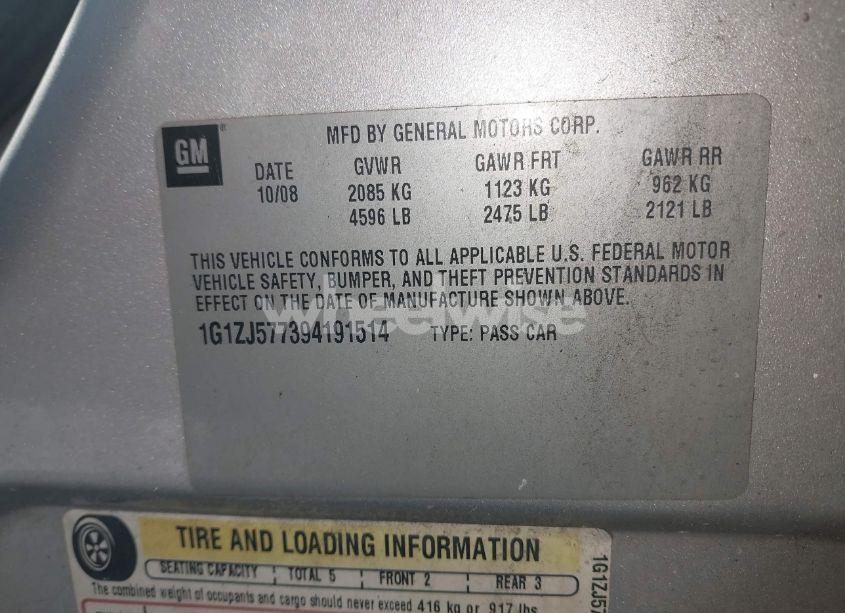 GM
MFD BY GENERAL MOTORS CORP.
DATE GVWR GAWR FRT GAWR RR
10/08 2085 KG 1123 KG 962 KG
4596 LB 2475 LB 2121 LB
THIS VEHICLE CONFORMS TO ALL APPLICABLE U.S. FEDERAL MOTOR
VEHICLE SAFETY, BUMPER, AND THEFT PREVENTION STANDARDS IN
EFFECT ON THE DATE OF MANUFACTURE SHOWN ABOVE.
wheelwise
1G1ZJ577394191514 TYPE: PASS CAR
TIRE AND LOADING INFORMATION
SEATING CAPACITY TOTAL 5 FRONT 2 REAR 3
The combined weight of occupants and cargo should never exceed 416 kg or 917 lbs.
1G1ZJ57